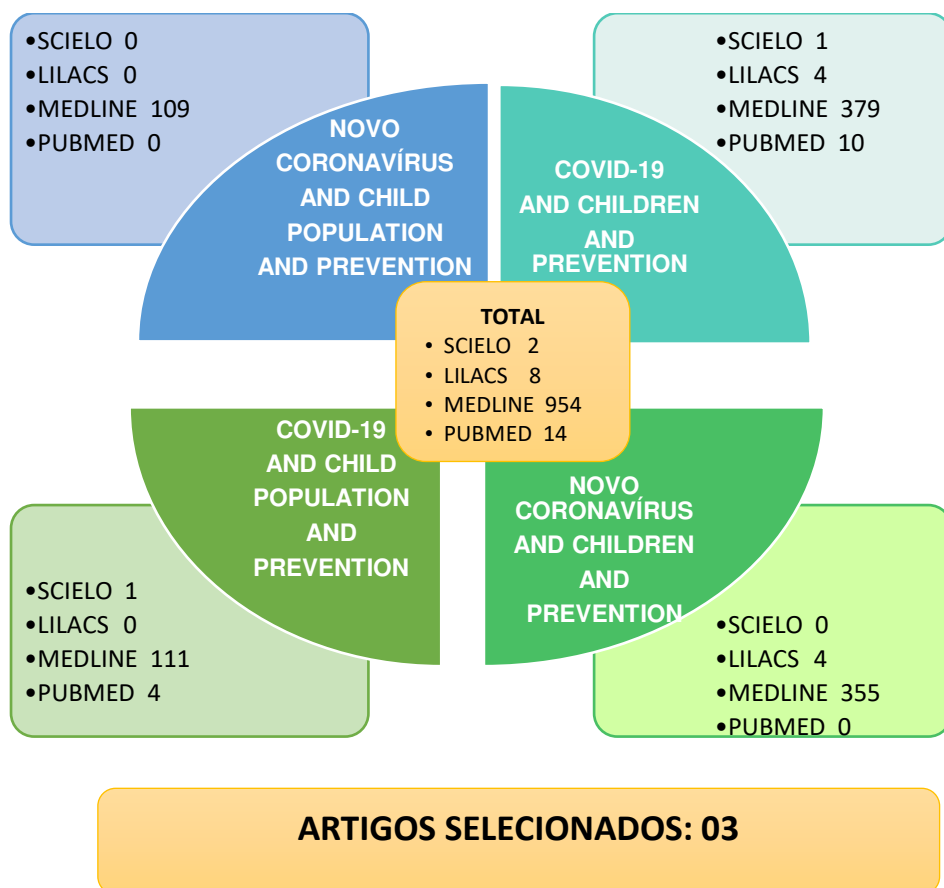 •SCIELO 0
•LILACS 0
•MEDLINE 109
•PUBMED 0
NOVO
CORONAVÍRUS
AND CHILD
POPULATION
AND PREVENTION
COVID-19
AND CHILDREN
AND
PREVENTION
•SCIELO 1
•LILACS 4
•MEDLINE 379
•PUBMED 10
TOTAL
• SCIELO 2
• LILACS 8
• MEDLINE 954
• PUBMED 14
•SCIELO 1
•LILACS 0
•MEDLINE 111
•PUBMED 4
COVID-19
AND CHILD
POPULATION
AND
PREVENTION
NOVO
CORONAVÍRUS
AND CHILDREN
AND
PREVENTION
•SCIELO 0
•LILACS 4
•MEDLINE 355
•PUBMED 0
ARTIGOS SELECIONADOS: 03